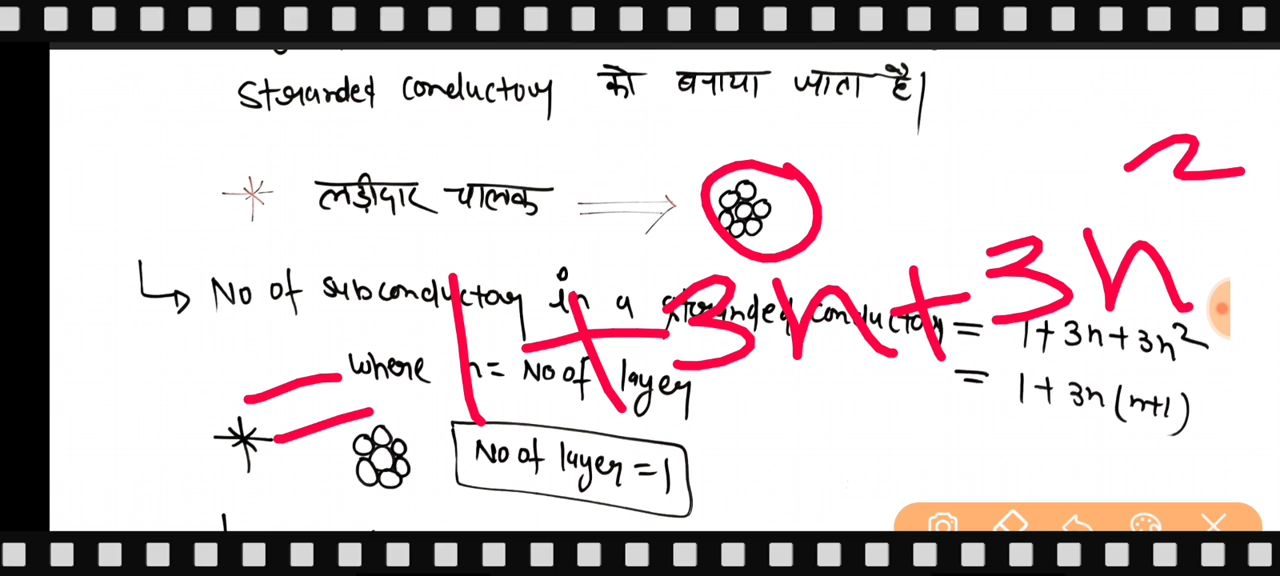 Stranded conductor को बनाया जाता है।
* लड़ीदार चालक ⇒
↳ No of subconductor in a stranded conductor = 1+3n+3n²
where n = No of layer
= 1+3n(n+1)
* No of layer = 1
= 1+3n+3n²